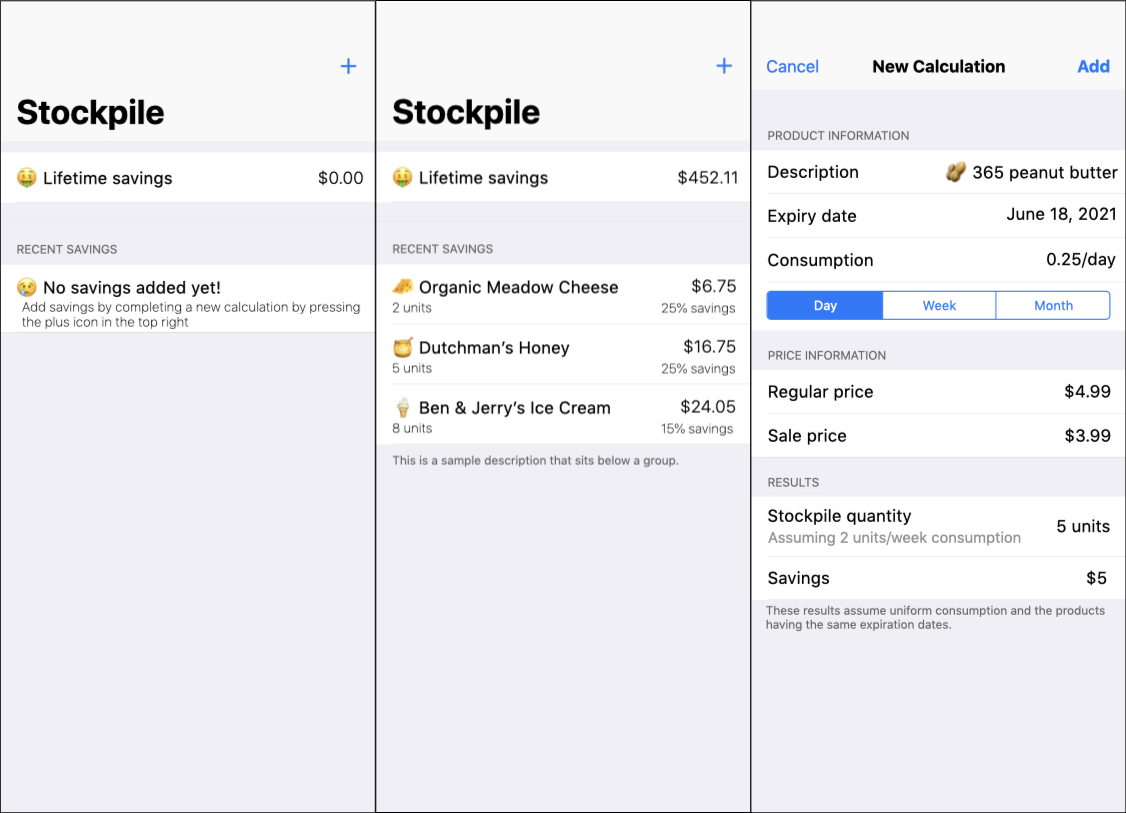 Stockpile
Lifetime savings $0.00
RECENT SAVINGS
No savings added yet!
Add savings by completing a new calculation by pressing
the plus icon in the top right
Stockpile
Lifetime savings $452.11
RECENT SAVINGS
Organic Meadow Cheese $6.75
2 units 25% savings
Dutchman’s Honey $16.75
5 units 25% savings
Ben & Jerry’s Ice Cream $24.05
8 units 15% savings
This is a sample description that sits below a group.
Cancel New Calculation Add
PRODUCT INFORMATION
Description 365 peanut butter
Expiry date June 18, 2021
Consumption 0.25/day
Day Week Month
PRICE INFORMATION
Regular price $4.99
Sale price $3.99
RESULTS
Stockpile quantity 5 units
Assuming 2 units/week consumption
Savings $5
These results assume uniform consumption and the products
having the same expiration dates.